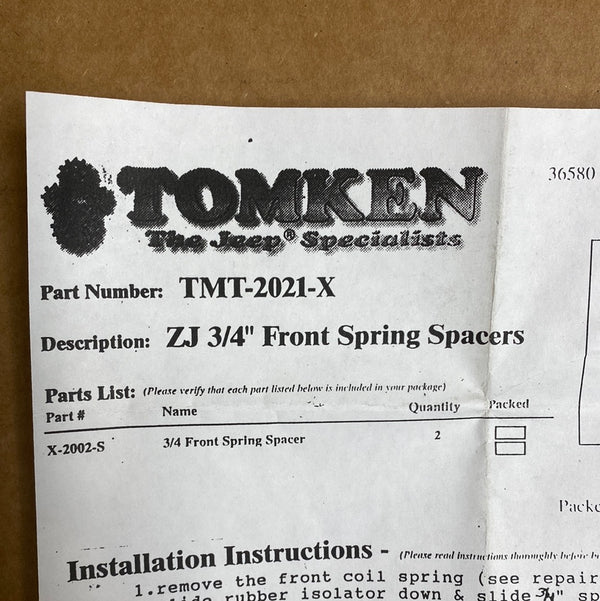 TOMKEN
The Jeep® Specialists
36580
Part Number: TMT-2021-X
Description: ZJ 3/4" Front Spring Spacers
Parts List: (Please verify that each part listed below is included in your package)
Part # Name Quantity Packed
X-2002-S 3/4 Front Spring Spacer 2
Installation Instructions - (Please read instructions thoroughly before
1.remove the front coil spring (see repair
rubber isolator down & slide 3/4" sp